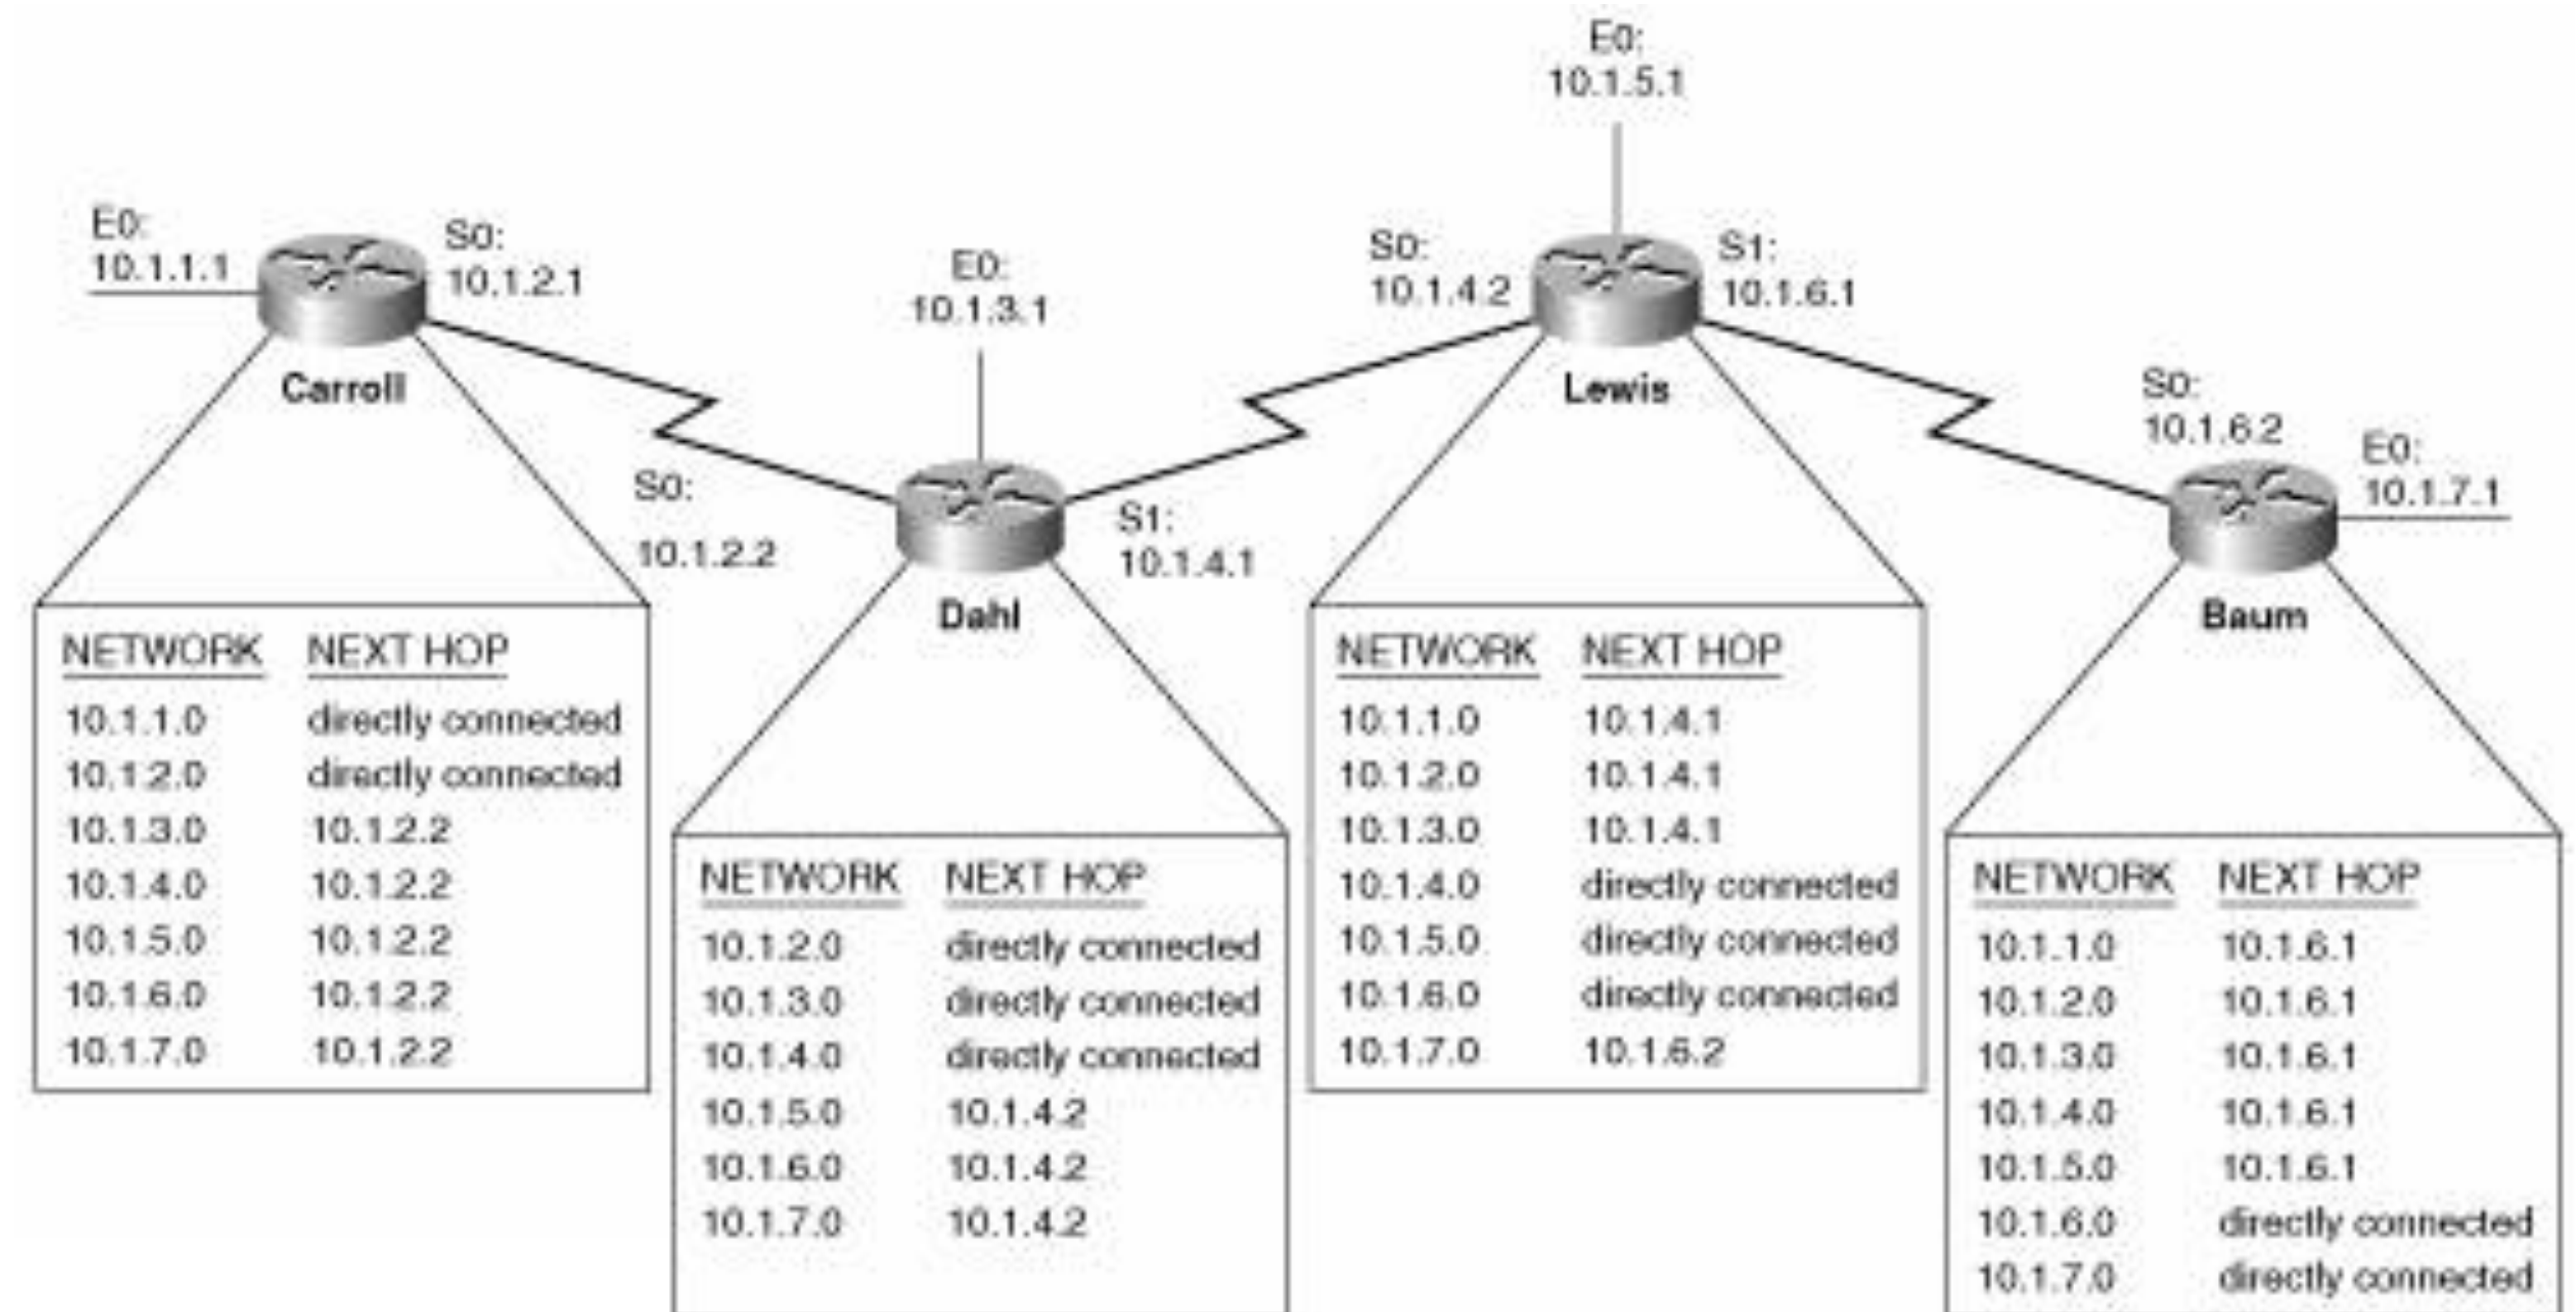 E0:
10.1.5.1
E0:
10.1.1.1
S0:
10.1.2.1
E0:
10.1.3.1
S0:
10.1.4.2
S1:
10.1.6.1
Carroll
Lewis
S0:
10.1.6.2
E0:
10.1.7.1
S0:
10.1.2.2
S1:
10.1.4.1
Dahl
Baum
NETWORK NEXT HOP
10.1.1.0 directly connected
10.1.2.0 directly connected
10.1.3.0 10.1.2.2
10.1.4.0 10.1.2.2
10.1.5.0 10.1.2.2
10.1.6.0 10.1.2.2
10.1.7.0 10.1.2.2
NETWORK NEXT HOP
10.1.2.0 directly connected
10.1.3.0 directly connected
10.1.4.0 directly connected
10.1.5.0 10.1.4.2
10.1.6.0 10.1.4.2
10.1.7.0 10.1.4.2
NETWORK NEXT HOP
10.1.1.0 10.1.4.1
10.1.2.0 10.1.4.1
10.1.3.0 10.1.4.1
10.1.4.0 directly connected
10.1.5.0 directly connected
10.1.6.0 directly connected
10.1.7.0 10.1.6.2
NETWORK NEXT HOP
10.1.1.0 10.1.6.1
10.1.2.0 10.1.6.1
10.1.3.0 10.1.6.1
10.1.4.0 10.1.6.1
10.1.5.0 10.1.6.1
10.1.6.0 directly connected
10.1.7.0 directly connected